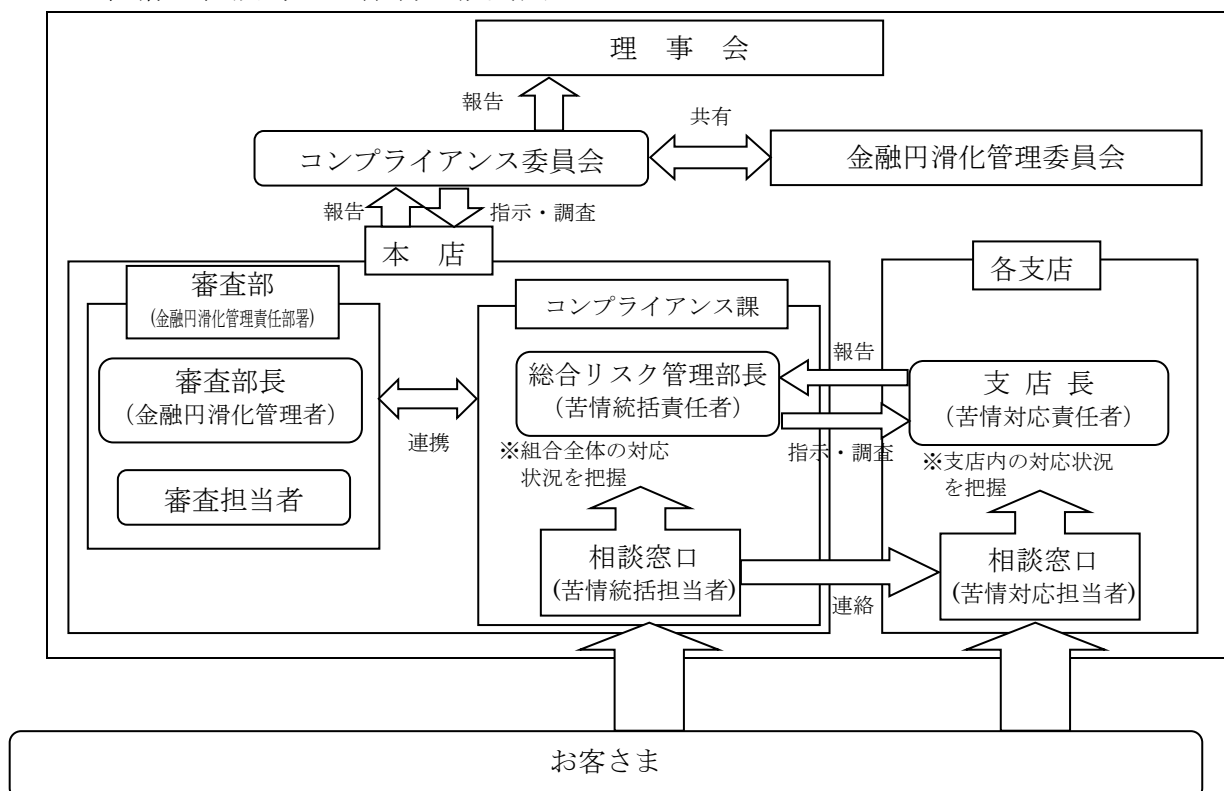 理 事 会
報告
共有
コンプライアンス委員会
金融円滑化管理委員会
報告
指示・調査
本 店
各支店
審査部
(金融円滑化管理責任部署)
コンプライアンス課
審査部長
(金融円滑化管理者)
連携
総合リスク管理部長
(苦情統括責任者)
報告
指示・調査
支 店 長
(苦情対応責任者)
※組合全体の対応
状況を把握
※支店内の対応状況
を把握
審査担当者
相談窓口
(苦情統括担当者)
連絡
相談窓口
(苦情対応担当者)
お客さま